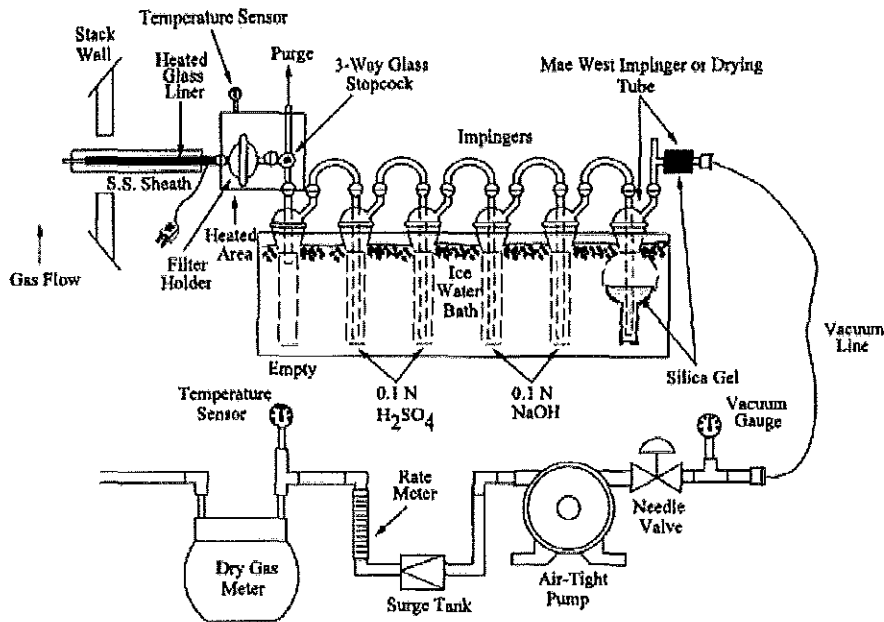 Temperature Sensor
Stack
Wall
Heated
Glass
Liner
Purge
3-Way Glass
Stopcock
Mae West Impinger or Drying
Tube
Impingers
S.S. Sheath
Heated
Area
Filter
Holder
Gas Flow
Ice
Water
Bath
Vacuum
Line
Empty
0.1 N
H2SO4
0.1 N
NaOH
Silica Gel
Temperature
Sensor
Vacuum
Gauge
Rate
Meter
Needle
Valve
Dry Gas
Meter
Surge Tank
Air-Tight
Pump